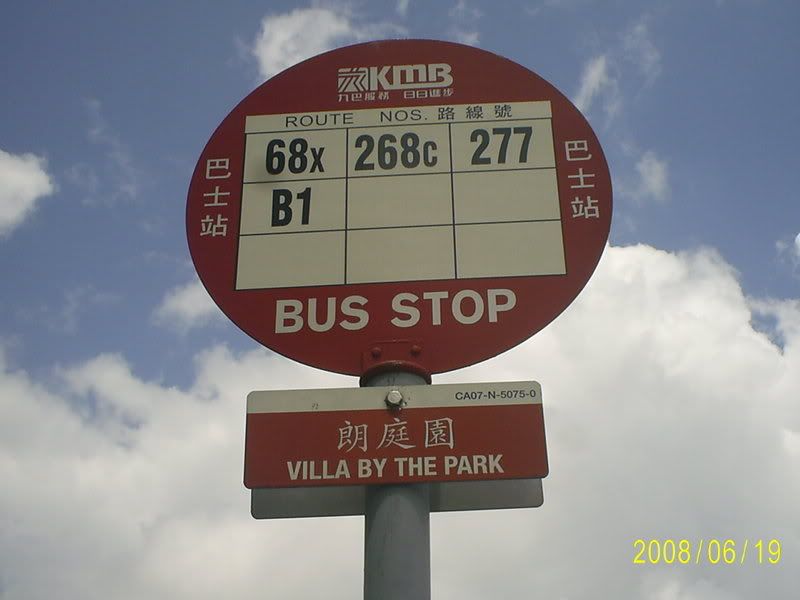 KMB
九巴服務 日日進步
ROUTE NOS. 路線號
68X 268C 277
B1
巴士站
巴士站
BUS STOP
CA07-N-5075-0
朗庭園
VILLA BY THE PARK
2008/06/19